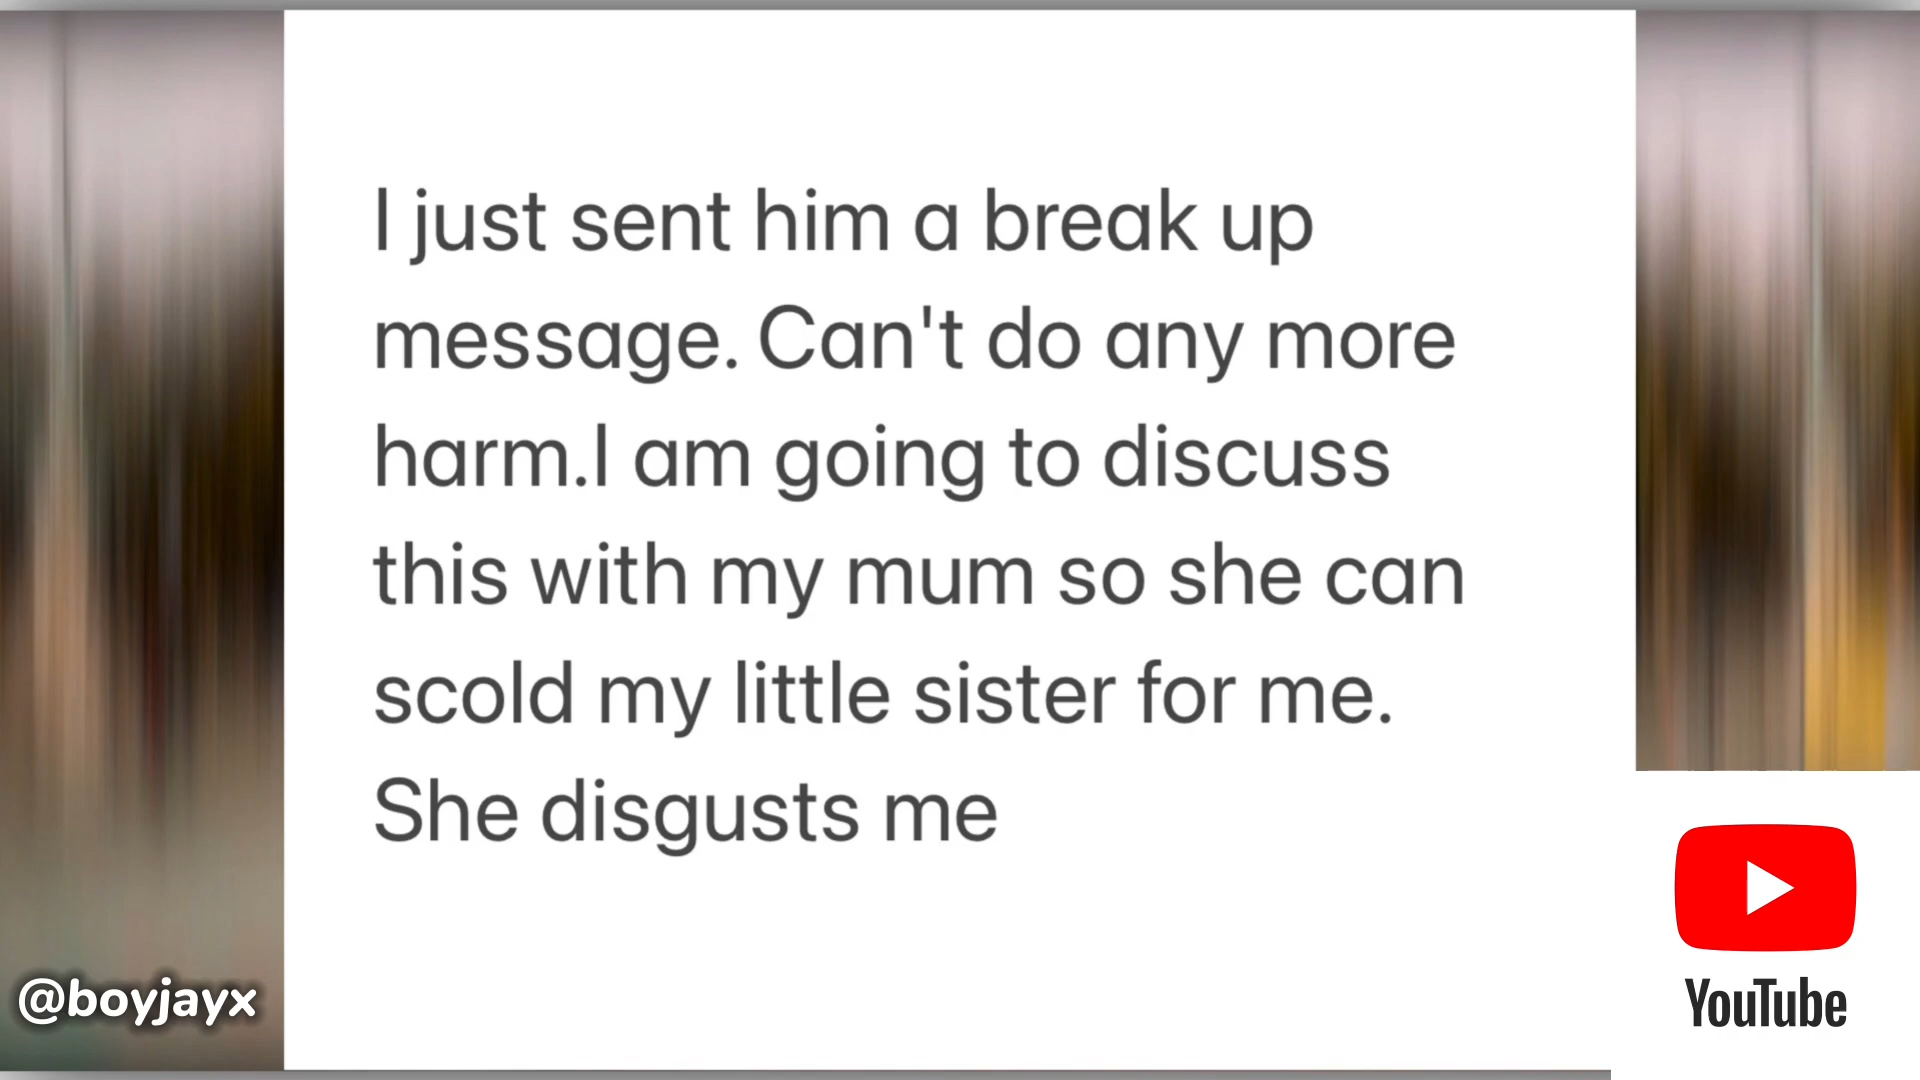 I just sent him a break up
message. Can't do any more
harm.I am going to discuss
this with my mum so she can
scold my little sister for me.
She disgusts me
@boyjayx
YouTube